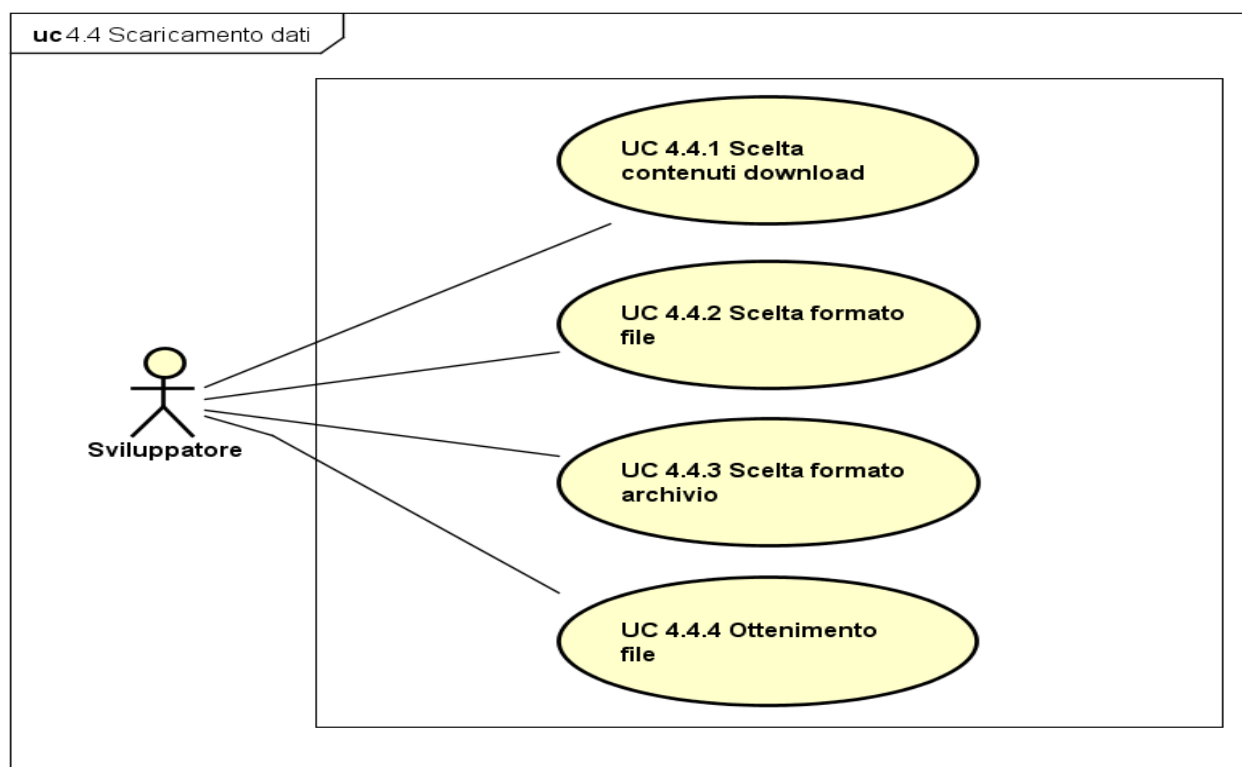 uc 4.4 Scaricamento dati
UC 4.4.1 Scelta
contenuti download
UC 4.4.2 Scelta formato
file
Sviluppatore
UC 4.4.3 Scelta formato
archivio
UC 4.4.4 Ottenimento
file